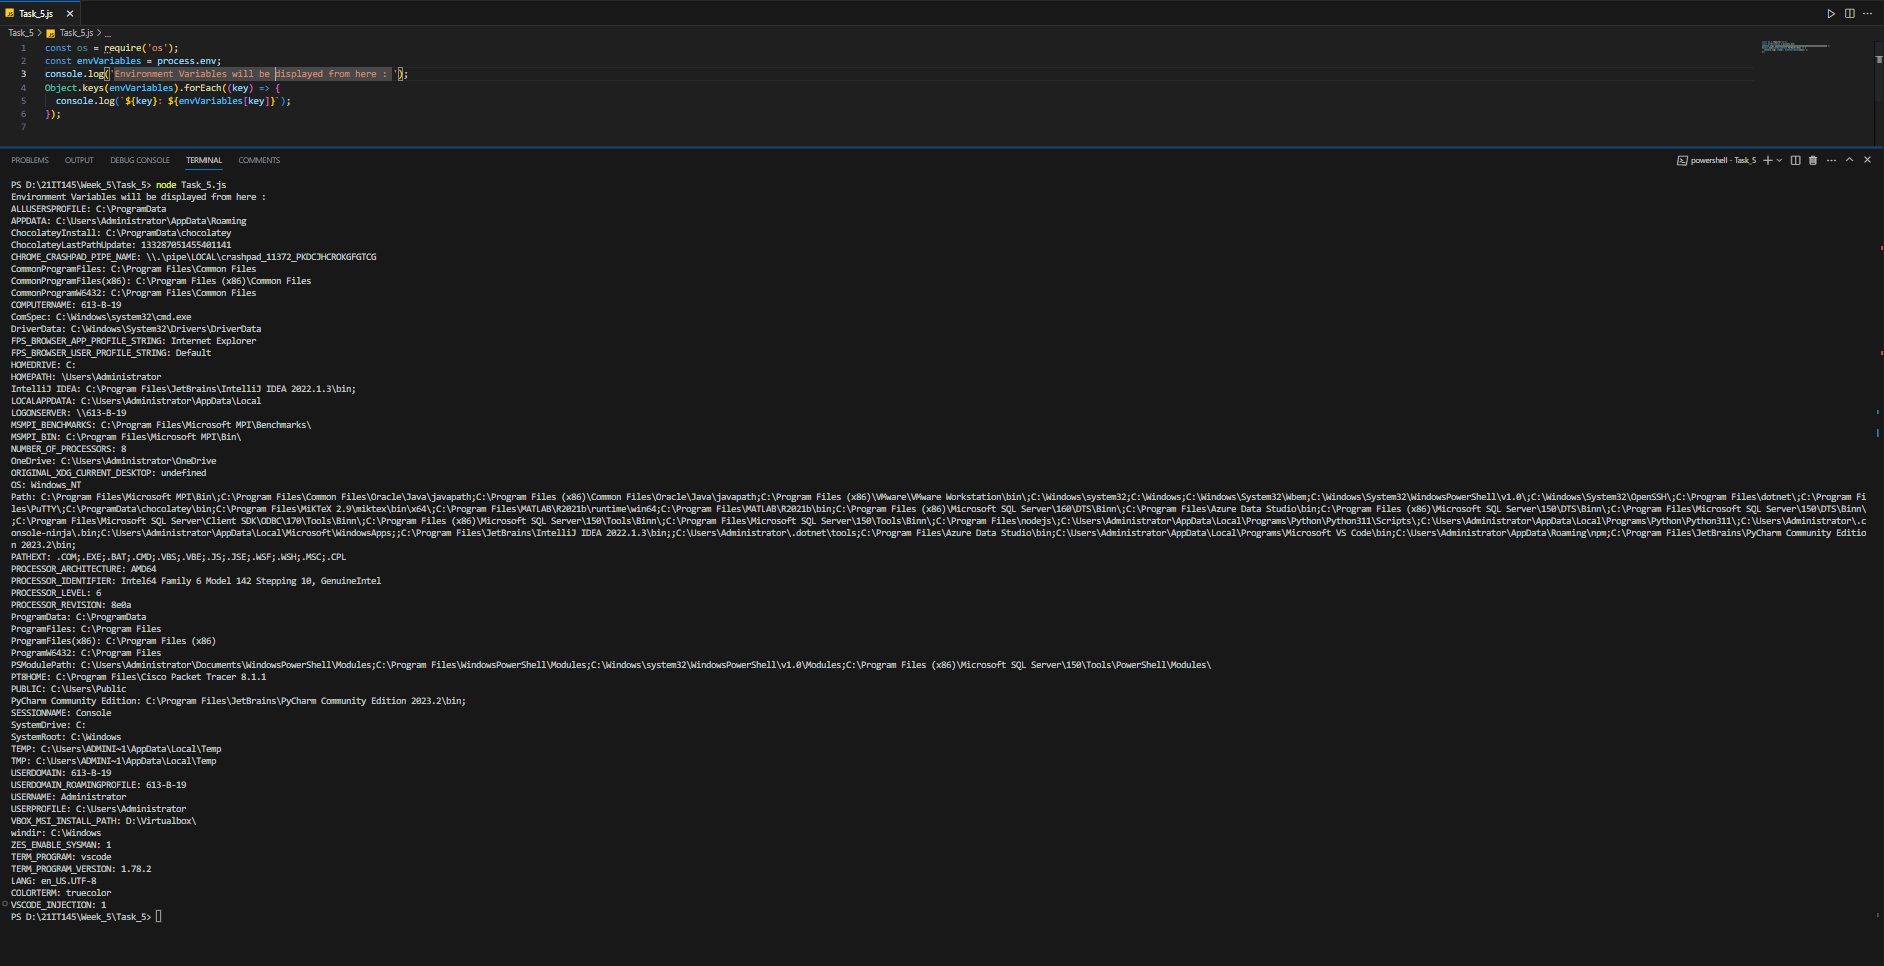 Task_5.js
Task_5 > Task_5.js > ...
1 const os = require('os');
2 const envVariables = process.env;
3 console.log(`Environment Variables will be displayed from here : `);
4 Object.keys(envVariables).forEach((key) => {
5 console.log(`${key}: ${envVariables[key]}`);
6 });
7
PROBLEMS OUTPUT DEBUG CONSOLE TERMINAL COMMENTS
powershell - Task_5
PS D:\21IT145\Week_5\Task_5> node Task_5.js
Environment Variables will be displayed from here :
ALLUSERSPROFILE: C:\ProgramData
APPDATA: C:\Users\Administrator\AppData\Roaming
ChocolateyInstall: C:\ProgramData\chocolatey
ChocolateyLastPathUpdate: 133287051455401141
CHROME_CRASHPAD_PIPE_NAME: \\.\pipe\LOCAL\crashpad_11372_PKDCJHCROKGFGTCG
CommonProgramFiles: C:\Program Files\Common Files
CommonProgramFiles(x86): C:\Program Files (x86)\Common Files
CommonProgramW6432: C:\Program Files\Common Files
COMPUTERNAME: 613-B-19
ComSpec: C:\Windows\system32\cmd.exe
DriverData: C:\Windows\System32\Drivers\DriverData
FPS_BROWSER_APP_PROFILE_STRING: Internet Explorer
FPS_BROWSER_USER_PROFILE_STRING: Default
HOMEDRIVE: C:
HOMEPATH: \Users\Administrator
IntelliJ IDEA: C:\Program Files\JetBrains\IntelliJ IDEA 2022.1.3\bin;
LOCALAPPDATA: C:\Users\Administrator\AppData\Local
LOGONSERVER: \\613-B-19
MSMPI_BENCHMARKS: C:\Program Files\Microsoft MPI\Benchmarks\
MSMPI_BIN: C:\Program Files\Microsoft MPI\Bin\
NUMBER_OF_PROCESSORS: 8
OneDrive: C:\Users\Administrator\OneDrive
ORIGINAL_XDG_CURRENT_DESKTOP: undefined
OS: Windows_NT
Path: C:\Program Files\Microsoft MPI\Bin\;C:\Program Files\Common Files\Oracle\Java\javapath;C:\Program Files (x86)\Common Files\Oracle\Java\javapath;C:\Program Files (x86)\VMware\VMware Workstation\bin\;C:\Windows\system32;C:\Windows;C:\Windows\System32\Wbem;C:\Windows\System32\WindowsPowerShell\v1.0\;C:\Windows\System32\OpenSSH\;C:\Program Files\dotnet\;C:\Program Fi
les\PuTTY\;C:\ProgramData\chocolatey\bin;C:\Program Files\MiKTeX 2.9\miktex\bin\x64\;C:\Program Files\MATLAB\R2021b\runtime\win64;C:\Program Files\MATLAB\R2021b\bin;C:\Program Files (x86)\Microsoft SQL Server\160\DTS\Binn\;C:\Program Files\Azure Data Studio\bin;C:\Program Files (x86)\Microsoft SQL Server\150\DTS\Binn\;C:\Program Files\Microsoft SQL Server\150\DTS\Binn\
;C:\Program Files\Microsoft SQL Server\Client SDK\ODBC\170\Tools\Binn\;C:\Program Files (x86)\Microsoft SQL Server\150\Tools\Binn\;C:\Program Files\Microsoft SQL Server\150\Tools\Binn\;C:\Program Files\nodejs\;C:\Users\Administrator\AppData\Local\Programs\Python\Python311\Scripts\;C:\Users\Administrator\AppData\Local\Programs\Python\Python311\;C:\Users\Administrator\.c
onsole-ninja\.bin;C:\Users\Administrator\AppData\Local\Microsoft\WindowsApps;;C:\Program Files\JetBrains\IntelliJ IDEA 2022.1.3\bin;;C:\Users\Administrator\.dotnet\tools;C:\Program Files\Azure Data Studio\bin;C:\Users\Administrator\AppData\Local\Programs\Microsoft VS Code\bin;C:\Users\Administrator\AppData\Roaming\npm;C:\Program Files\JetBrains\PyCharm Community Editio
n 2023.2\bin;
PATHEXT: .COM;.EXE;.BAT;.CMD;.VBS;.VBE;.JS;.JSE;.WSF;.WSH;.MSC;.CPL
PROCESSOR_ARCHITECTURE: AMD64
PROCESSOR_IDENTIFIER: Intel64 Family 6 Model 142 Stepping 10, GenuineIntel
PROCESSOR_LEVEL: 6
PROCESSOR_REVISION: 8e0a
ProgramData: C:\ProgramData
ProgramFiles: C:\Program Files
ProgramFiles(x86): C:\Program Files (x86)
ProgramW6432: C:\Program Files
PSModulePath: C:\Users\Administrator\Documents\WindowsPowerShell\Modules;C:\Program Files\WindowsPowerShell\Modules;C:\Windows\system32\WindowsPowerShell\v1.0\Modules;C:\Program Files (x86)\Microsoft SQL Server\150\Tools\PowerShell\Modules\
PT8HOME: C:\Program Files\Cisco Packet Tracer 8.1.1
PUBLIC: C:\Users\Public
PyCharm Community Edition: C:\Program Files\JetBrains\PyCharm Community Edition 2023.2\bin;
SESSIONNAME: Console
SystemDrive: C:
SystemRoot: C:\Windows
TEMP: C:\Users\ADMINI~1\AppData\Local\Temp
TMP: C:\Users\ADMINI~1\AppData\Local\Temp
USERDOMAIN: 613-B-19
USERDOMAIN_ROAMINGPROFILE: 613-B-19
USERNAME: Administrator
USERPROFILE: C:\Users\Administrator
VBOX_MSI_INSTALL_PATH: D:\Virtualbox\
windir: C:\Windows
ZES_ENABLE_SYSMAN: 1
TERM_PROGRAM: vscode
TERM_PROGRAM_VERSION: 1.78.2
LANG: en_US.UTF-8
COLORTERM: truecolor
VSCODE_INJECTION: 1
PS D:\21IT145\Week_5\Task_5>